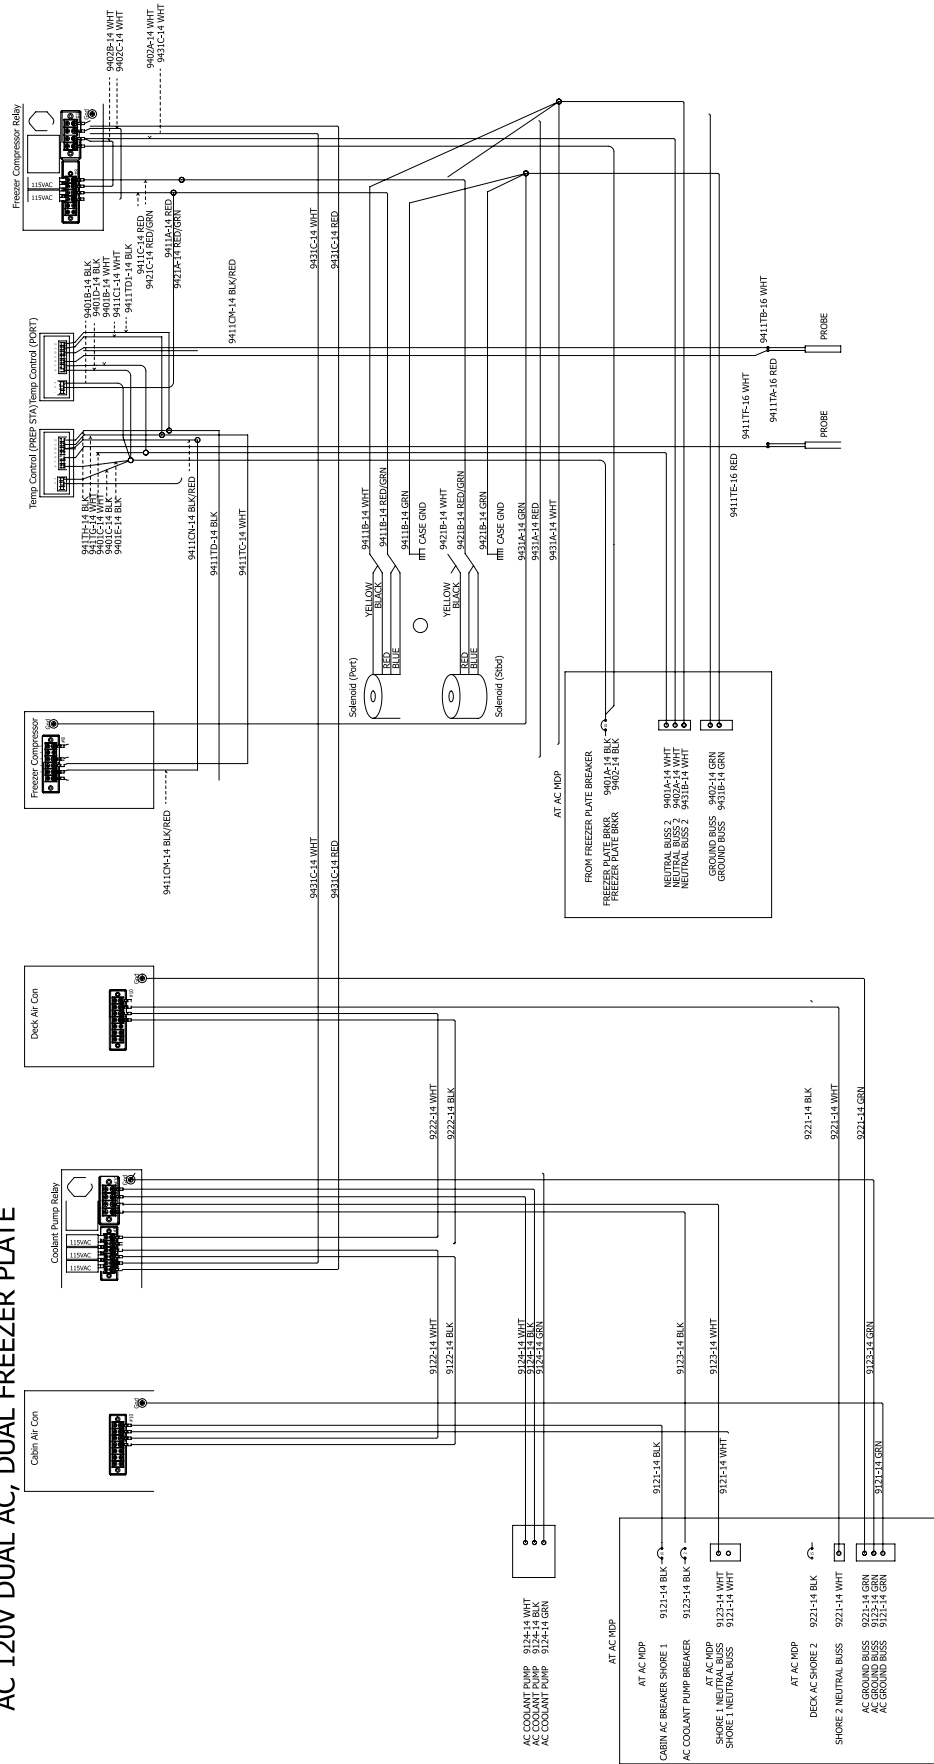 AC 120V DUAL AC, DUAL FREEZER PLATE
Cabin Air Con
Gnd
#10
Coolant Pump Relay
115VAC
115VAC
115VAC
Gnd
Deck Air Con
Gnd
#10
Freezer Compressor
Gnd
#8
Temp Control (PREP STA)
Temp Control (PORT)
Freezer Compressor Relay
115VAC
115VAC
Gnd
9402B-14 WHT
9402C-14 WHT
9402A-14 WHT
9431C-14 WHT
9401B-14 BLK
9401D-14 BLK
9401B-14 WHT
9411C1-14 WHT
9411TD1-14 BLK
9411C-14 RED
9421C-14 RED/GRN
9411A-14 RED
9421A-14 RED/GRN
941TH-14 BLK
941TG-14 WHT
9401C-14 WHT
9401C-14 BLK
9401E-14 BLK
9411CN-14 BLK/RED
9411TD-14 BLK
9411TC-14 WHT
9411CM-14 BLK/RED
9411CM-14 BLK/RED
9431C-14 WHT
9431C-14 RED
9431C-14 WHT
9431C-14 RED
Solenoid (Port)
YELLOW
BLACK
RED
BLUE
9411B-14 WHT
9411B-14 RED/GRN
9411B-14 GRN
CASE GND
Solenoid (Stbd)
YELLOW
BLACK
RED
BLUE
9421B-14 WHT
9421B-14 RED/GRN
9421B-14 GRN
CASE GND
9431A-14 GRN
9431A-14 RED
9431A-14 WHT
AT AC MDP
FROM FREEZER PLATE BREAKER
FREEZER PLATE BRKR 9401A-14 BLK
FREEZER PLATE BRKR 9402-14 BLK
NEUTRAL BUSS 2 9401A-14 WHT
NEUTRAL BUSS 2 9402A-14 WHT
NEUTRAL BUSS 2 9431B-14 WHT
GROUND BUSS 9402-14 GRN
GROUND BUSS 9431B-14 GRN
9411TE-16 RED
9411TF-16 WHT
9411TA-16 RED
9411TB-16 WHT
PROBE
PROBE
9222-14 WHT
9222-14 BLK
9122-14 WHT
9122-14 BLK
9124-14 WHT
9124-14 BLK
9124-14 GRN
AC COOLANT PUMP 9124-14 WHT
AC COOLANT PUMP 9124-14 BLK
AC COOLANT PUMP 9124-14 GRN
9121-14 BLK
9123-14 BLK
9123-14 WHT
9121-14 WHT
9221-14 BLK
9221-14 WHT
9221-14 GRN
9123-14 GRN
9121-14 GRN
AT AC MDP
AT AC MDP
CABIN AC BREAKER SHORE 1 9121-14 BLK
AC COOLANT PUMP BREAKER 9123-14 BLK
AT AC MDP
SHORE 1 NEUTRAL BUSS 9123-14 WHT
SHORE 1 NEUTRAL BUSS 9121-14 WHT
AT AC MDP
DECK AC SHORE 2 9221-14 BLK
SHORE 2 NEUTRAL BUSS 9221-14 WHT
AC GROUND BUSS 9221-14 GRN
AC GROUND BUSS 9123-14 GRN
AC GROUND BUSS 9121-14 GRN